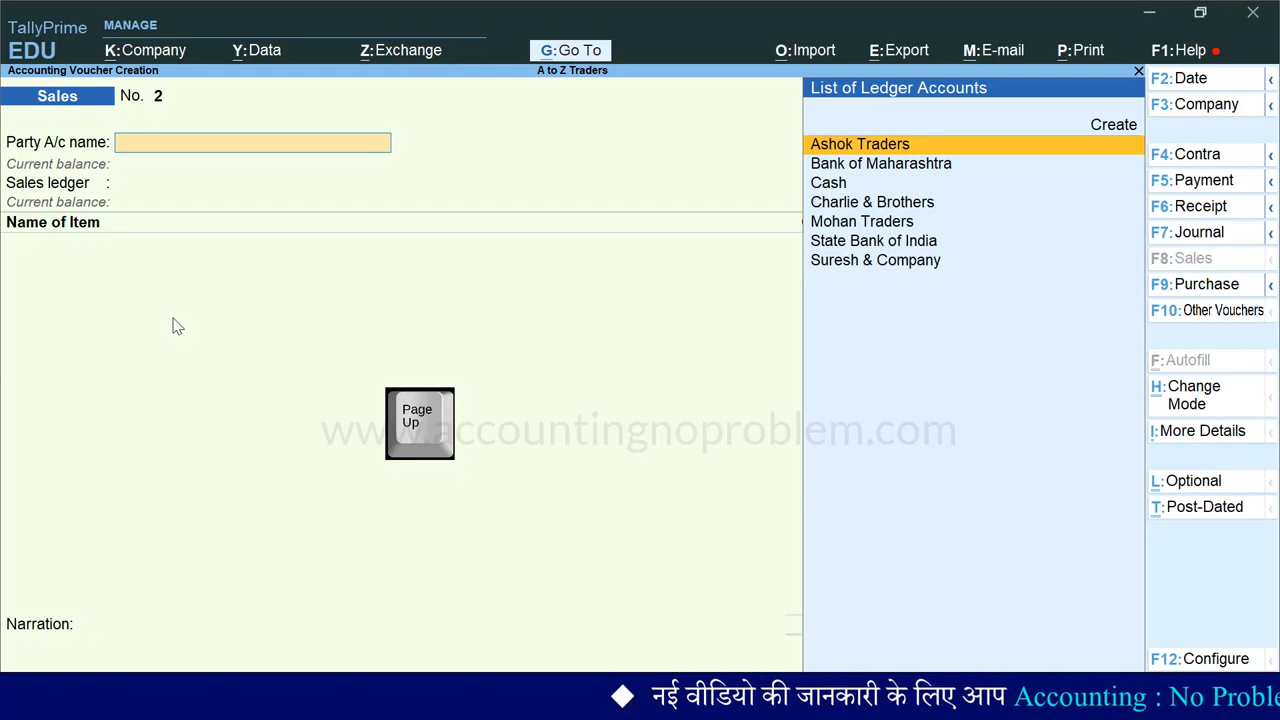 TallyPrime
EDU
MANAGE
K:Company
Y:Data
Z:Exchange
G:Go To
O:Import
E:Export
M:E-mail
P:Print
F1:Help
Accounting Voucher Creation
A to Z Traders
Sales
No. 2
Party A/c name:
Current balance:
Sales ledger :
Current balance:
Name of Item
Narration:
List of Ledger Accounts
Create
Ashok Traders
Bank of Maharashtra
Cash
Charlie & Brothers
Mohan Traders
State Bank of India
Suresh & Company
F2:Date
F3:Company
F4:Contra
F5:Payment
F6:Receipt
F7:Journal
F8:Sales
F9:Purchase
F10:Other Vouchers
F:Autofill
H:Change
Mode
I:More Details
L:Optional
T:Post-Dated
F12:Configure
Page
Up
www.accountingnoproblem.com
नई वीडियो की जानकारी के लिए आप Accounting : No Proble